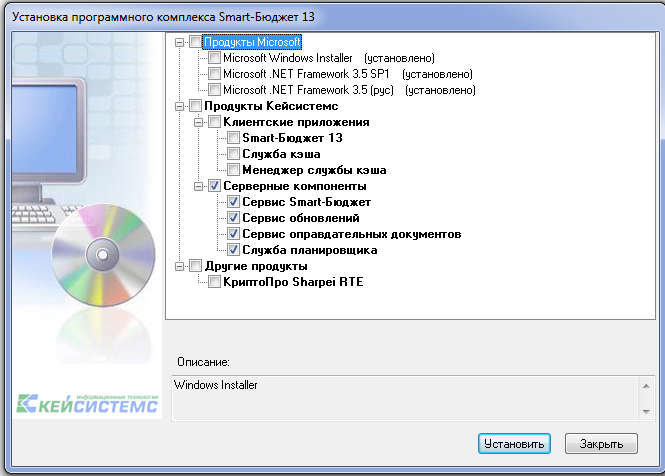 Установка программного комплекса Smart-Бюджет 13
Продукты Microsoft
Microsoft Windows Installer (установлено)
Microsoft .NET Framework 3.5 SP1 (установлено)
Microsoft .NET Framework 3.5 (рус) (установлено)
Продукты Кейсистемс
Клиентские приложения
Smart-Бюджет 13
Служба кэша
Менеджер службы кэша
Серверные компоненты
Сервис Smart-Бюджет
Сервис обновлений
Сервис оправдательных документов
Служба планировщика
Другие продукты
КриптоПро Sharpei RTE
Описание:
Windows Installer
информационные технологии
КЕЙСИСТЕМС
Установить Закрыть